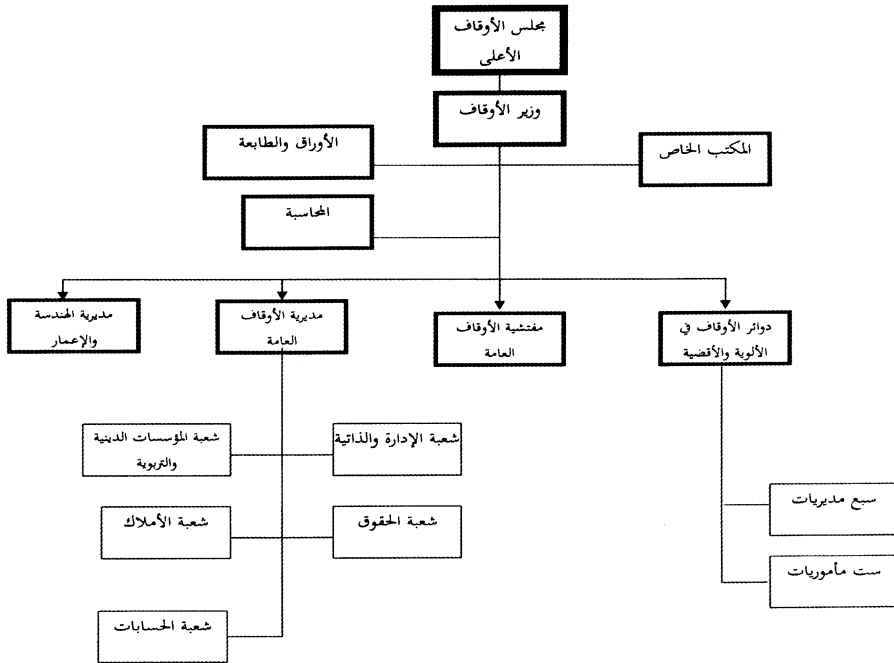 مجلس الأوقاف
الأعلى
وزير الأوقاف
الأوراق والطابعة
المكتب الخاص
المحاسبة
دوائر الأوقاف في
الألوية والأقضية
مفتشية الأوقاف
العامة
مديرية الأوقاف
العامة
مديرية الهندسة
والإعمار
شعبة الإدارة والذاتية
شعبة المؤسسات الدينية
والتربوية
سبع مديريات
شعبة الحقوق
شعبة الأملاك
ست مأموريات
شعبة الحسابات